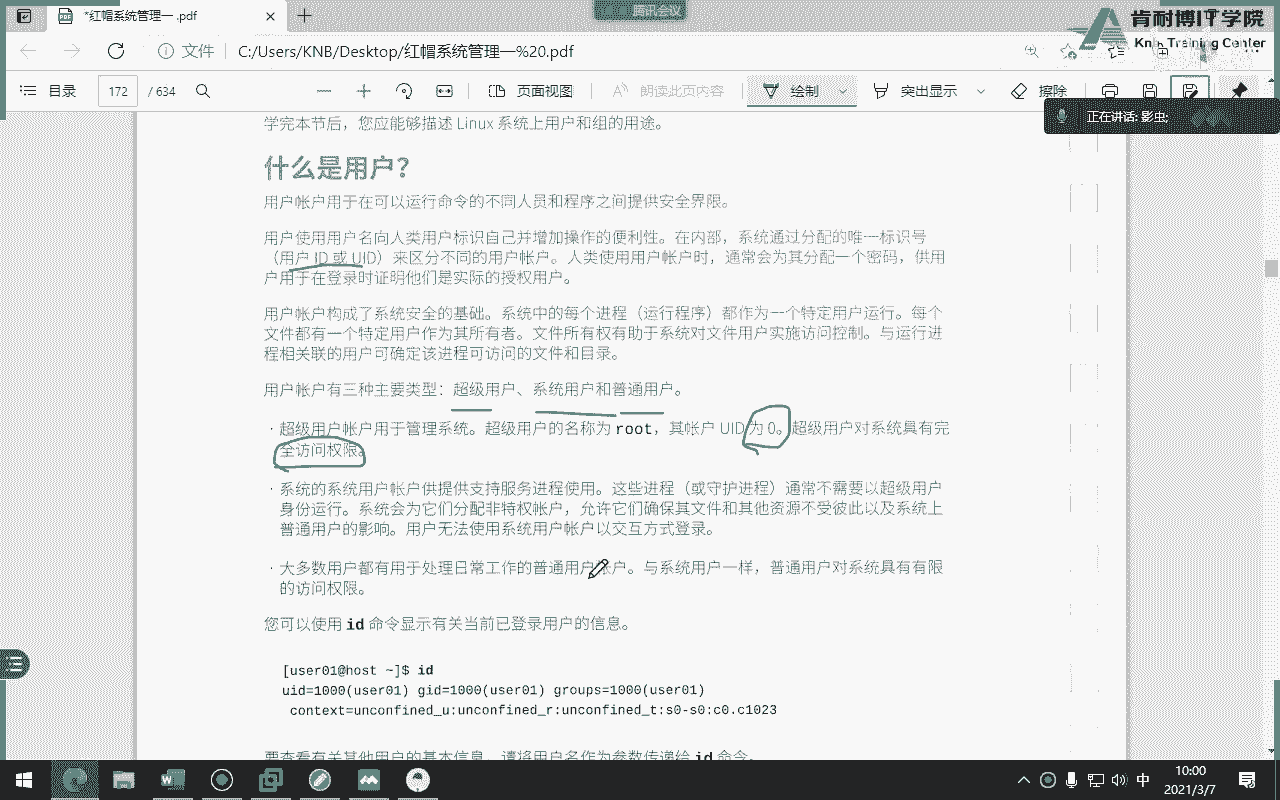 腾讯会议
*红帽系统管理一 .pdf
肯耐博IT学院
KnB Training Center
文件
C:/Users/KNB/Desktop/红帽系统管理一%20.pdf
目录
172
/ 634
页面视图
朗读此页内容
绘制
突出显示
擦除
正在讲话: 影虫;
学完本节后，您应能够描述 Linux 系统上用户和组的用途。
什么是用户？
用户帐户用于在可以运行命令的不同人员和程序之间提供安全界限。
用户使用用户名向人类用户标识自己并增加操作的便利性。在内部，系统通过分配的唯一标识号
（用户 ID 或 UID）来区分不同的用户帐户。人类使用用户帐户时，通常会为其分配一个密码，供用
户用于在登录时证明他们是实际的授权用户。
用户帐户构成了系统安全的基础。系统中的每个进程（运行程序）都作为一个特定用户运行。每个
文件都有一个特定用户作为其所有者。文件所有权有助于系统对文件用户实施访问控制。与运行进
程相关联的用户可确定该进程可访问的文件和目录。
用户帐户有三种主要类型：超级用户、系统用户和普通用户。
· 超级用户帐户用于管理系统。超级用户的名称为 root，其帐户 UID 为 0。超级用户对系统具有完
全访问权限。
· 系统的系统用户帐户供提供支持服务进程使用。这些进程（或守护进程）通常不需要以超级用户
身份运行。系统会为它们分配非特权帐户，允许它们确保其文件和其他资源不受彼此以及系统上
普通用户的影响。用户无法使用系统用户帐户以交互方式登录。
· 大多数用户都有用于处理日常工作的普通用户帐户。与系统用户一样，普通用户对系统具有有限
的访问权限。
您可以使用 id 命令显示有关当前已登录用户的信息。
[user01@host ~]$ id
uid=1000(user01) gid=1000(user01) groups=1000(user01)
context=unconfined_u:unconfined_r:unconfined_t:s0-s0:c0.c1023
要查看有关其他用户的基本信息，请将用户名作为参数传递给 id 命令。
中
10:00
2021/3/7